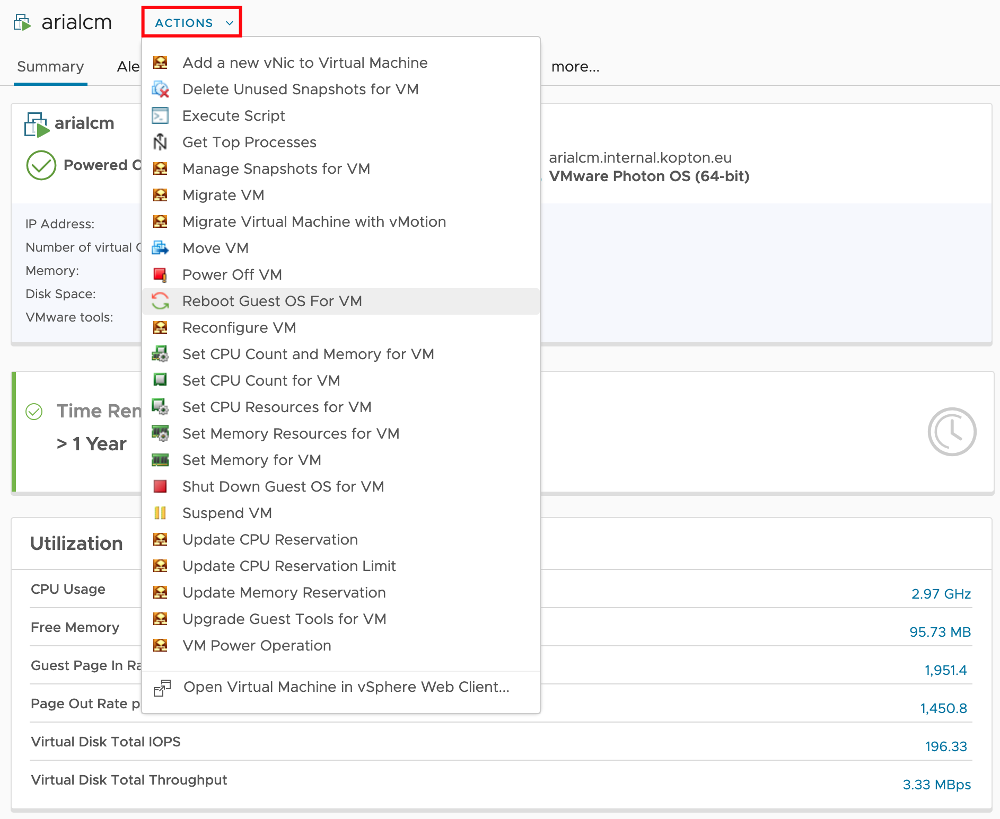 arialcm
ACTIONS
Summary
Ale
more...
Add a new vNic to Virtual Machine
Delete Unused Snapshots for VM
Execute Script
Get Top Processes
Manage Snapshots for VM
Migrate VM
Migrate Virtual Machine with vMotion
Move VM
Power Off VM
Reboot Guest OS For VM
Reconfigure VM
Set CPU Count and Memory for VM
Set CPU Count for VM
Set CPU Resources for VM
Set Memory Resources for VM
Set Memory for VM
Shut Down Guest OS for VM
Suspend VM
Update CPU Reservation
Update CPU Reservation Limit
Update Memory Reservation
Upgrade Guest Tools for VM
VM Power Operation
Open Virtual Machine in vSphere Web Client...
arialcm
Powered
arialcm.internal.kopton.eu
VMware Photon OS (64-bit)
IP Address:
Number of virtual
Memory:
Disk Space:
VMware tools:
Time Rem
> 1 Year
Utilization
CPU Usage 2.97 GHz
Free Memory 95.73 MB
Guest Page In Ra 1,951.4
Page Out Rate p 1,450.8
Virtual Disk Total IOPS 196.33
Virtual Disk Total Throughput 3.33 MBps